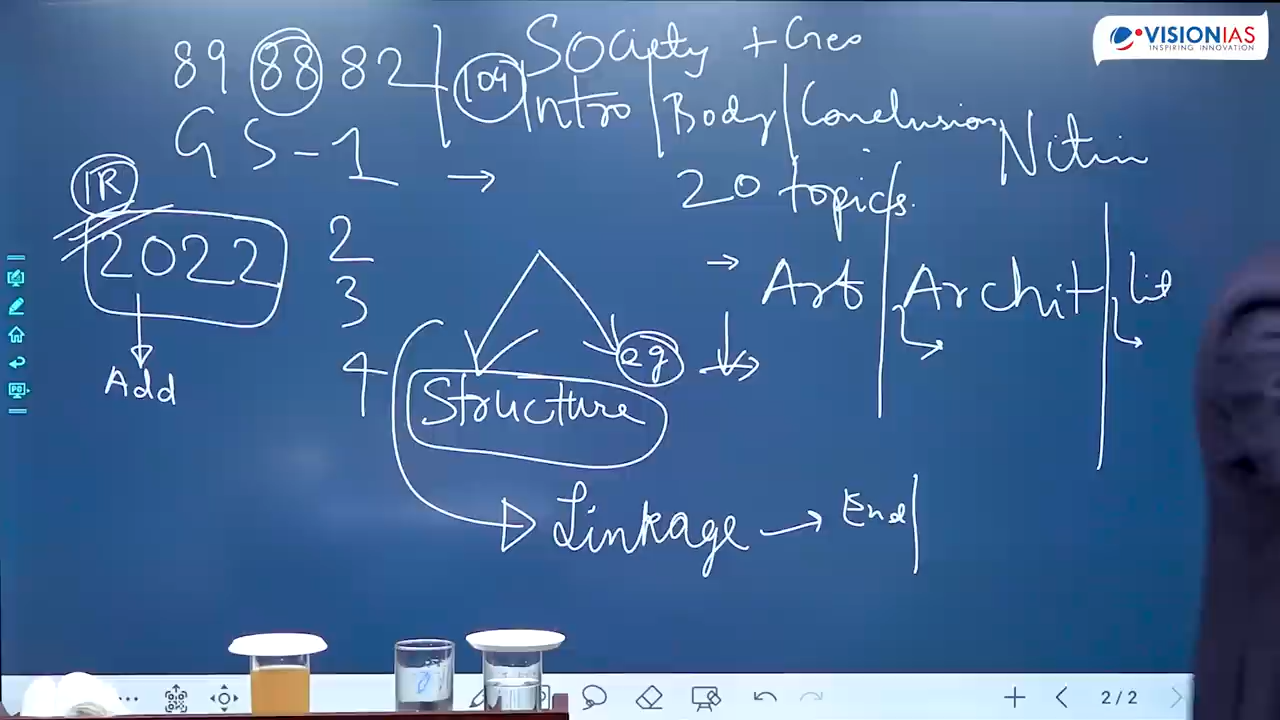 VISIONIAS
INSPIRING INNOVATION
89 88 82 104 Society + Geo
Intro Body Conclusion
GS-1 → Nitin
20 topics.
IR
2022 2
→ Art Archit Lit
3
eg
Add 4
Structure
Linkage → End
2/2